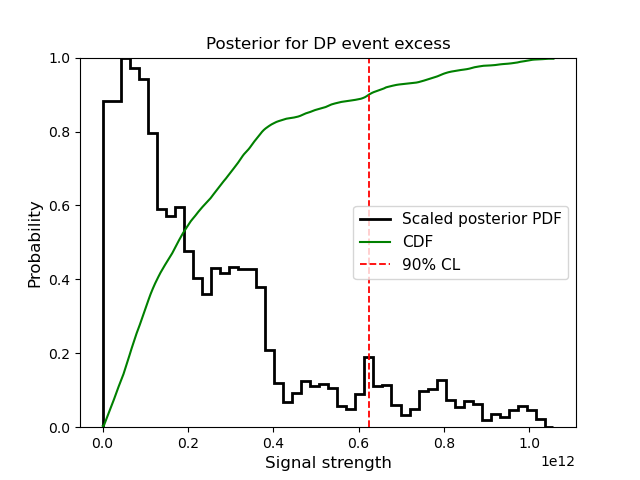 Posterior for DP event excess
Probability
1.0
0.8
0.6
0.4
0.2
0.0
Scaled posterior PDF
CDF
90% CL
0.0 0.2 0.4 0.6 0.8 1.0
1e12
Signal strength